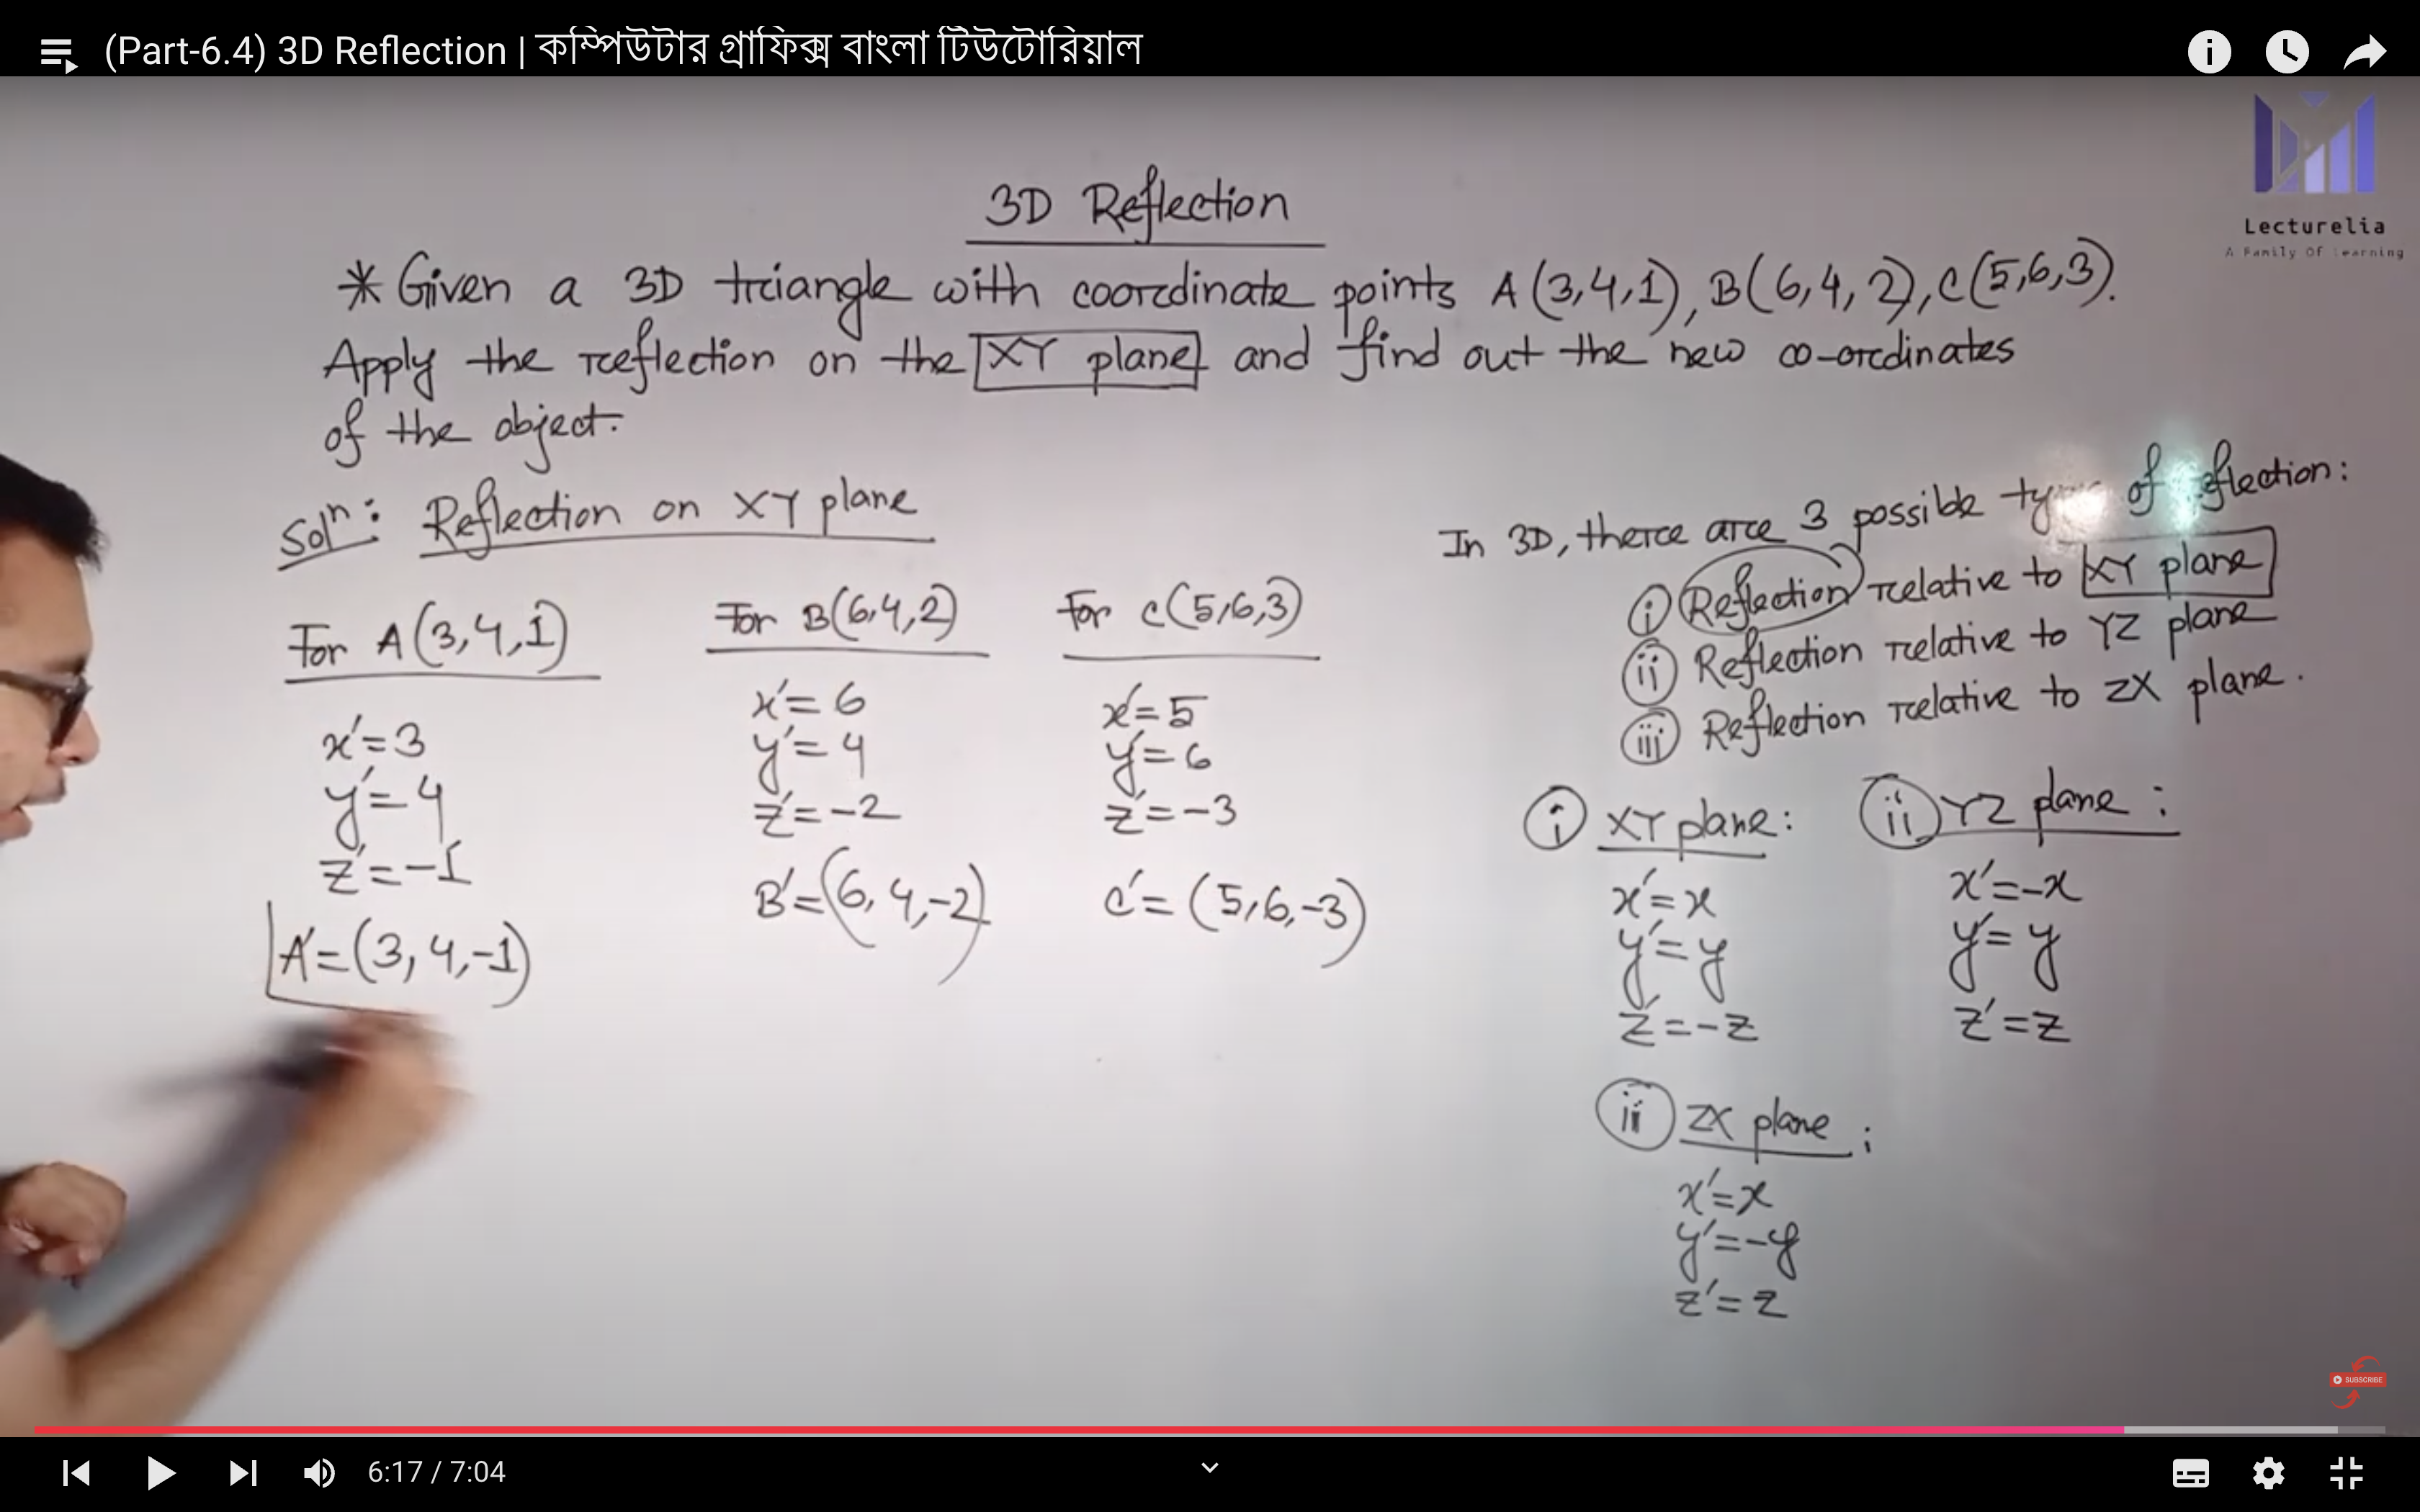 (Part-6.4) 3D Reflection | কম্পিউটার গ্রাফিক্স বাংলা টিউটোরিয়াল
Lecturelia
A Family Of Learning
3D Reflection
* Given a 3D triangle with coordinate points A(3,4,1), B(6,4,2), C(5,6,3).
Apply the reflection on the XY plane and find out the new co-ordinates
of the object.
Solⁿ: Reflection on XY plane
For A(3,4,1)
x'=3
y'=4
z'=-1
A'=(3,4,-1)
For B(6,4,2)
x'=6
y'=4
z'=-2
B'=(6,4,-2)
For C(5,6,3)
x'=5
y'=6
z'=-3
C'=(5,6,-3)
In 3D, there are 3 possible of reflection:
i Reflection relative to XY plane
ii Reflection relative to YZ plane
iii Reflection relative to ZX plane.
i XY plane:
x'=x
y'=y
z'=-z
ii YZ plane:
x'=-x
y'=y
z'=z
ii ZX plane:
x'=x
y'=-y
z'=z
SUBSCRIBE
6:17 / 7:04